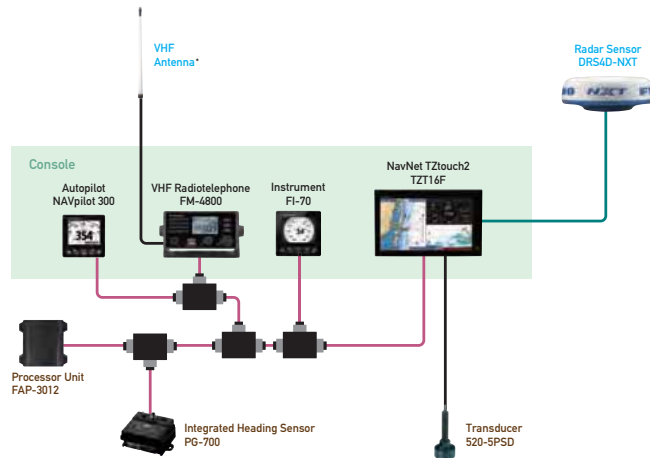 VHF
Antenna*
Radar Sensor
DRS4D-NXT
NXT
Console
Autopilot
NAVpilot 300
VHF Radiotelephone
FM-4800
Instrument
FI-70
NavNet TZtouch2
TZT16F
354
Processor Unit
FAP-3012
Integrated Heading Sensor
PG-700
Transducer
520-5PSD